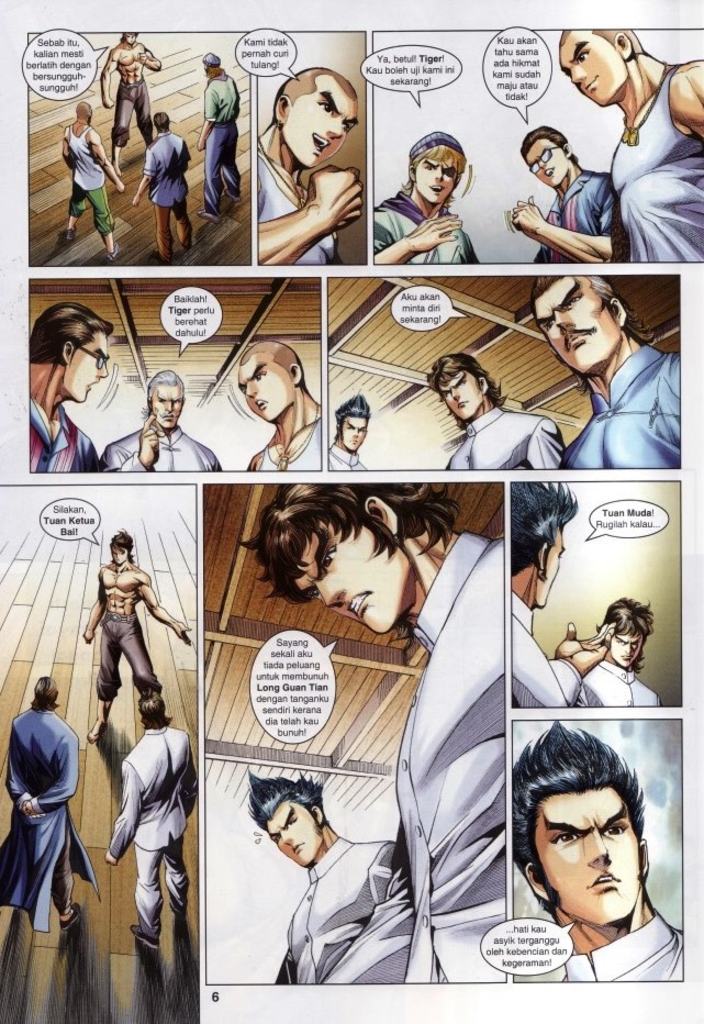 Sebab itu,
kalian mesti
berlatih dengan
bersungguh-
sungguh!
Kami tidak
pernah curi
tulang!
Ya, betul! Tiger!
Kau boleh uji kami ini
sekarang!
Kau akan
tahu sama
ada hikmat
kami sudah
maju atau
tidak!
Baiklah!
Tiger perlu
berehat
dahulu!
Aku akan
minta diri
sekarang!
Silakan,
Tuan Ketua
Bai!
Sayang
sekali aku
tiada peluang
untuk
membunuh
Long Guan Tian
dengan tanganku
sendiri kerana
dia telah kau
bunuh!
Tuan Muda!
Rugilah kalau...
...hati kau
asyik terganggu
oleh kebencian dan
kegeraman!
6